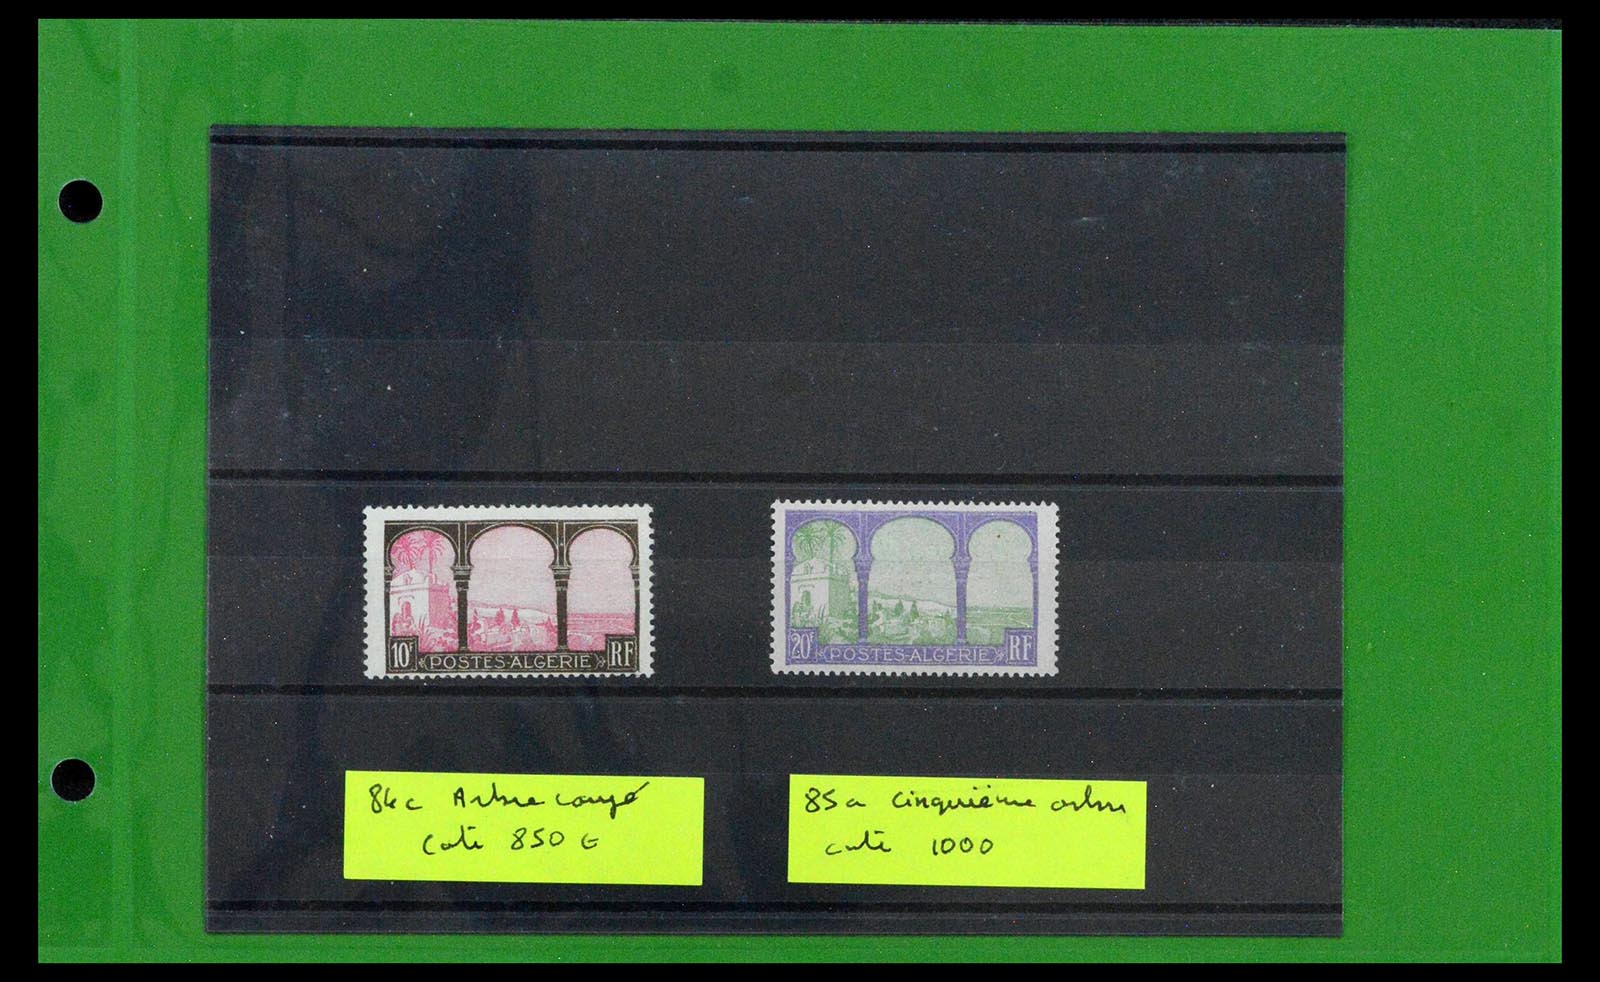 10F «POSTES-ALGERIE» RF
20F «POSTES-ALGERIE» RF
84c Arbre coupé
Cote 850 €
85a cinquième arbre
cote 1000